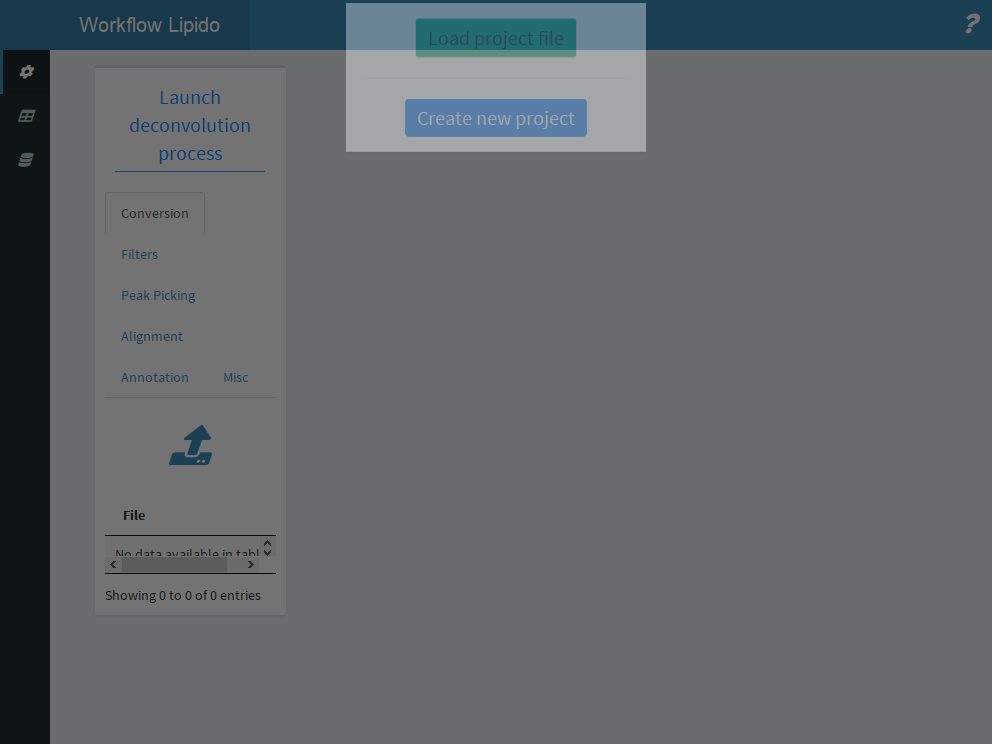 Workflow Lipido
?
Load project file
Create new project
Launch
deconvolution
process
Conversion
Filters
Peak Picking
Alignment
Annotation Misc
File
No data available in tabl
Showing 0 to 0 of 0 entries